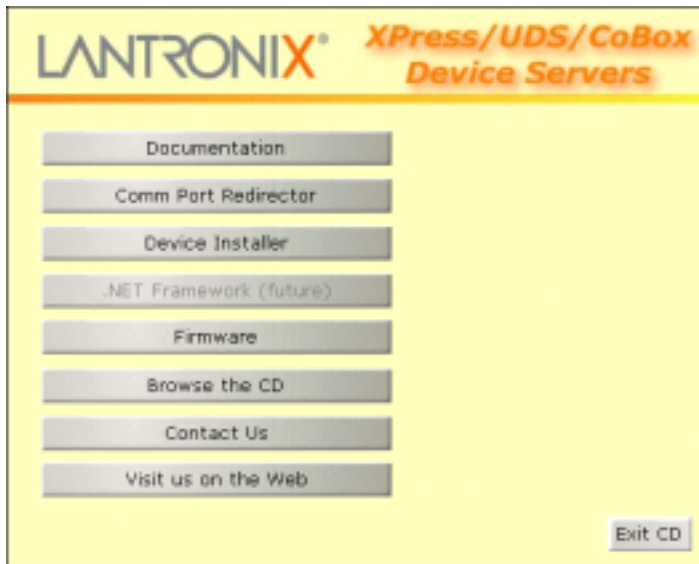 LANTRONIX®
XPress/UDS/CoBox
Device Servers
Documentation
Comm Port Redirector
Device Installer
.NET Framework (future)
Firmware
Browse the CD
Contact Us
Visit us on the Web
Exit CD